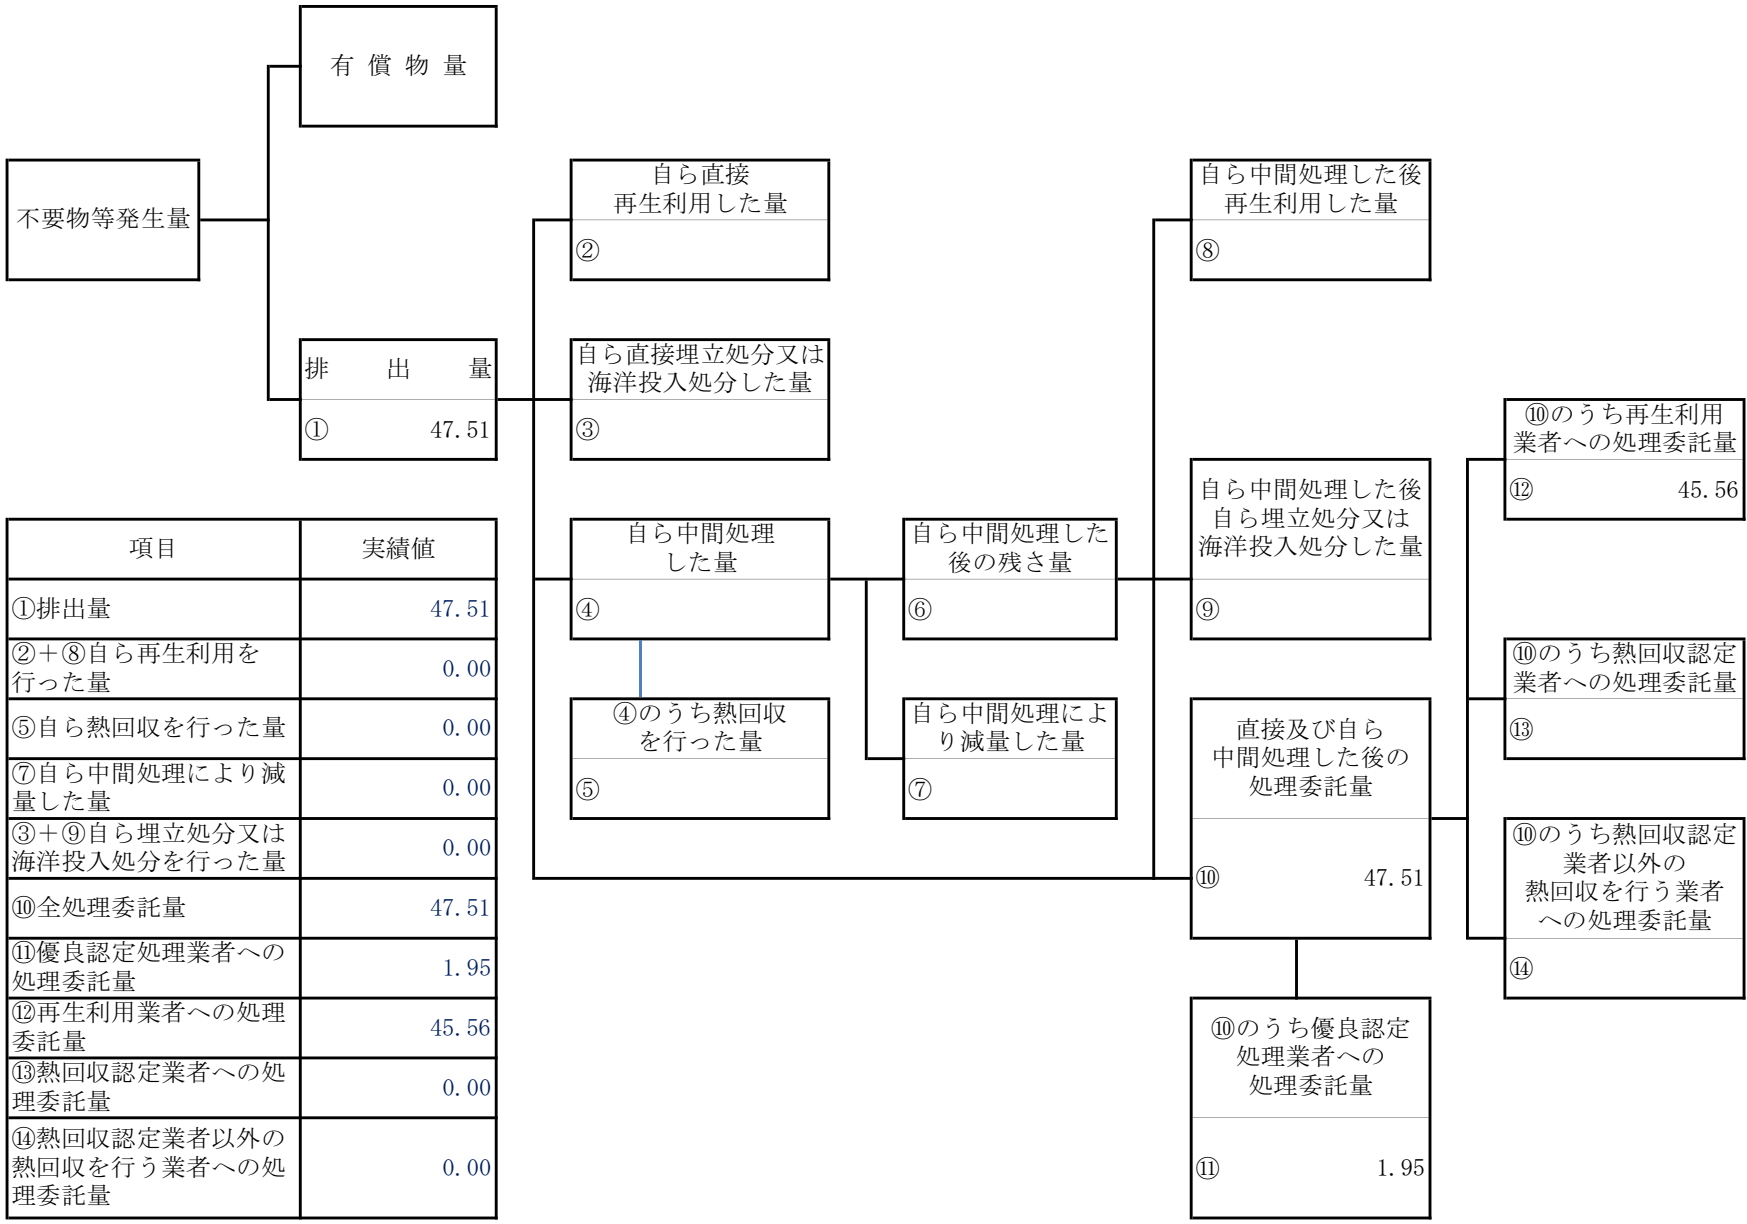 有償物量
不要物等発生量
自ら直接
再生利用した量
②
自ら中間処理した後
再生利用した量
⑧
排出量
① 47.51
自ら直接埋立処分又は
海洋投入処分した量
③
⑩のうち再生利用
業者への処理委託量
⑫ 45.56
自ら中間処理
した量
④
自ら中間処理した
後の残さ量
⑥
自ら中間処理した後
自ら埋立処分又は
海洋投入処分した量
⑨
⑩のうち熱回収認定
業者への処理委託量
⑬
④のうち熱回収
を行った量
⑤
自ら中間処理によ
り減量した量
⑦
直接及び自ら
中間処理した後の
処理委託量
⑩ 47.51
⑩のうち熱回収認定
業者以外の
熱回収を行う業者
への処理委託量
⑭
⑩のうち優良認定
処理業者への
処理委託量
⑪ 1.95
項目 実績値
①排出量 47.51
②＋⑧自ら再生利用を
行った量 0.00
⑤自ら熱回収を行った量 0.00
⑦自ら中間処理により減
量した量 0.00
③＋⑨自ら埋立処分又は
海洋投入処分を行った量 0.00
⑩全処理委託量 47.51
⑪優良認定処理業者への
処理委託量 1.95
⑫再生利用業者への処理
委託量 45.56
⑬熱回収認定業者への処
理委託量 0.00
⑭熱回収認定業者以外の
熱回収を行う業者への処
理委託量 0.00